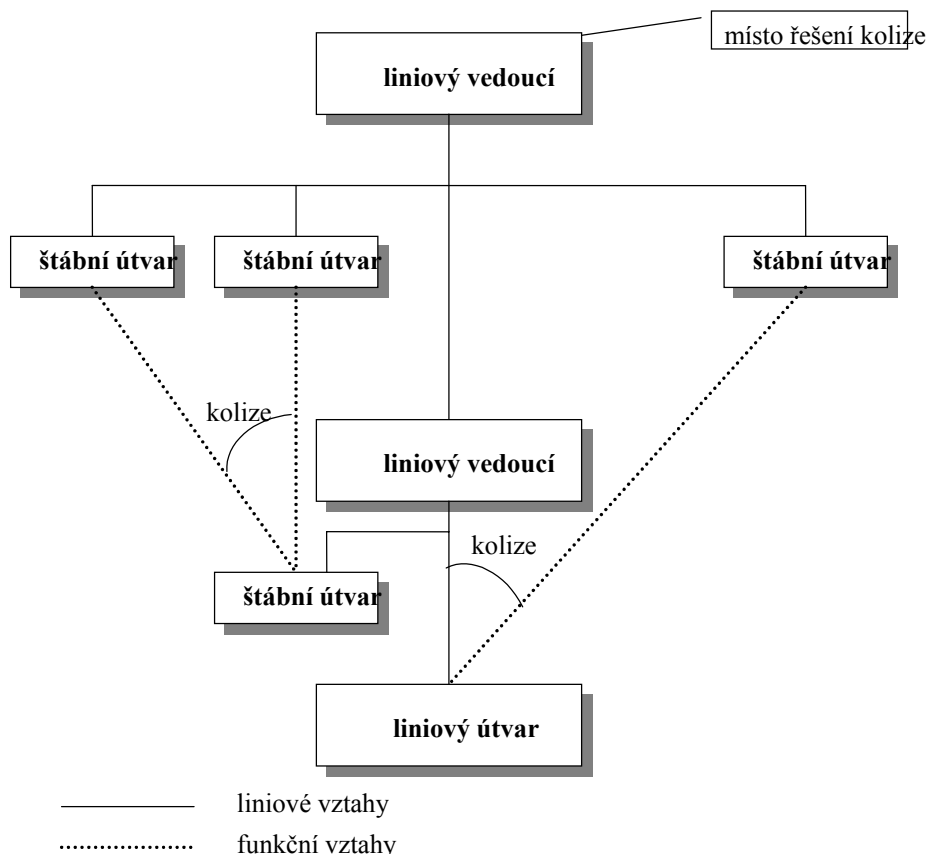 místo řešení kolize
liniový vedoucí
štábní útvar
štábní útvar
štábní útvar
kolize
liniový vedoucí
kolize
štábní útvar
liniový útvar
liniové vztahy
funkční vztahy